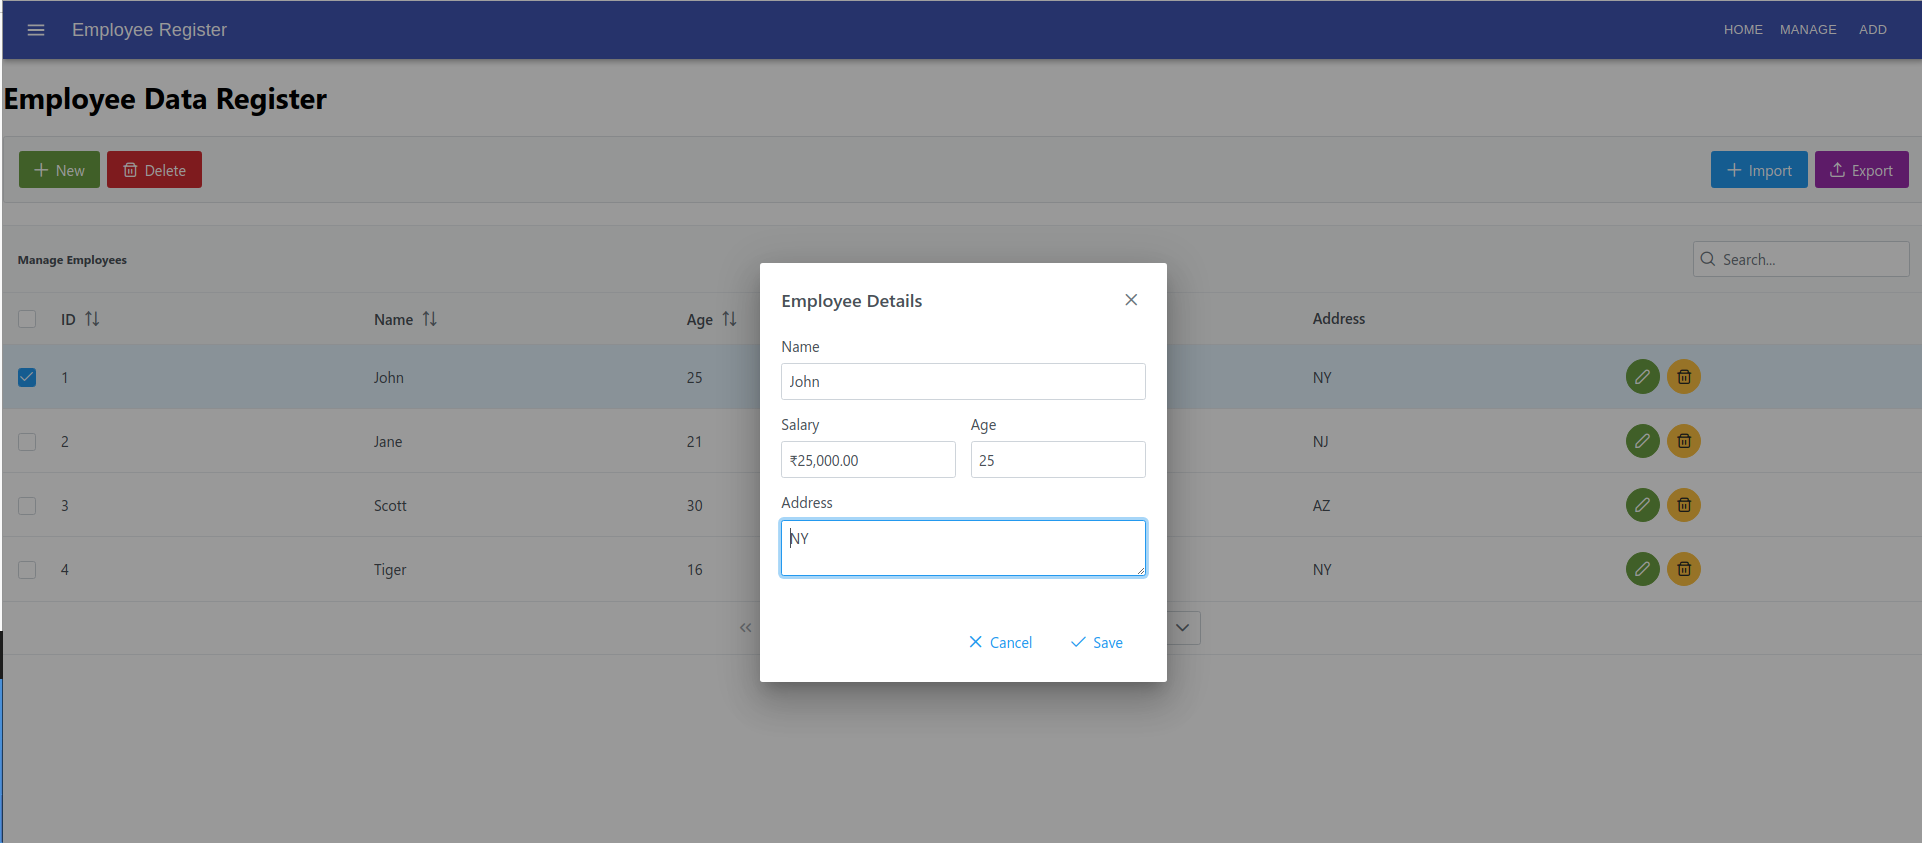 Employee Register
HOME MANAGE ADD
Employee Data Register
New Delete Import Export
Manage Employees
Search...
ID Name Age Address
1 John 25 NY
2 Jane 21 NJ
3 Scott 30 AZ
4 Tiger 16 NY
Employee Details
Name
John
Salary Age
₹25,000.00 25
Address
NY
Cancel Save